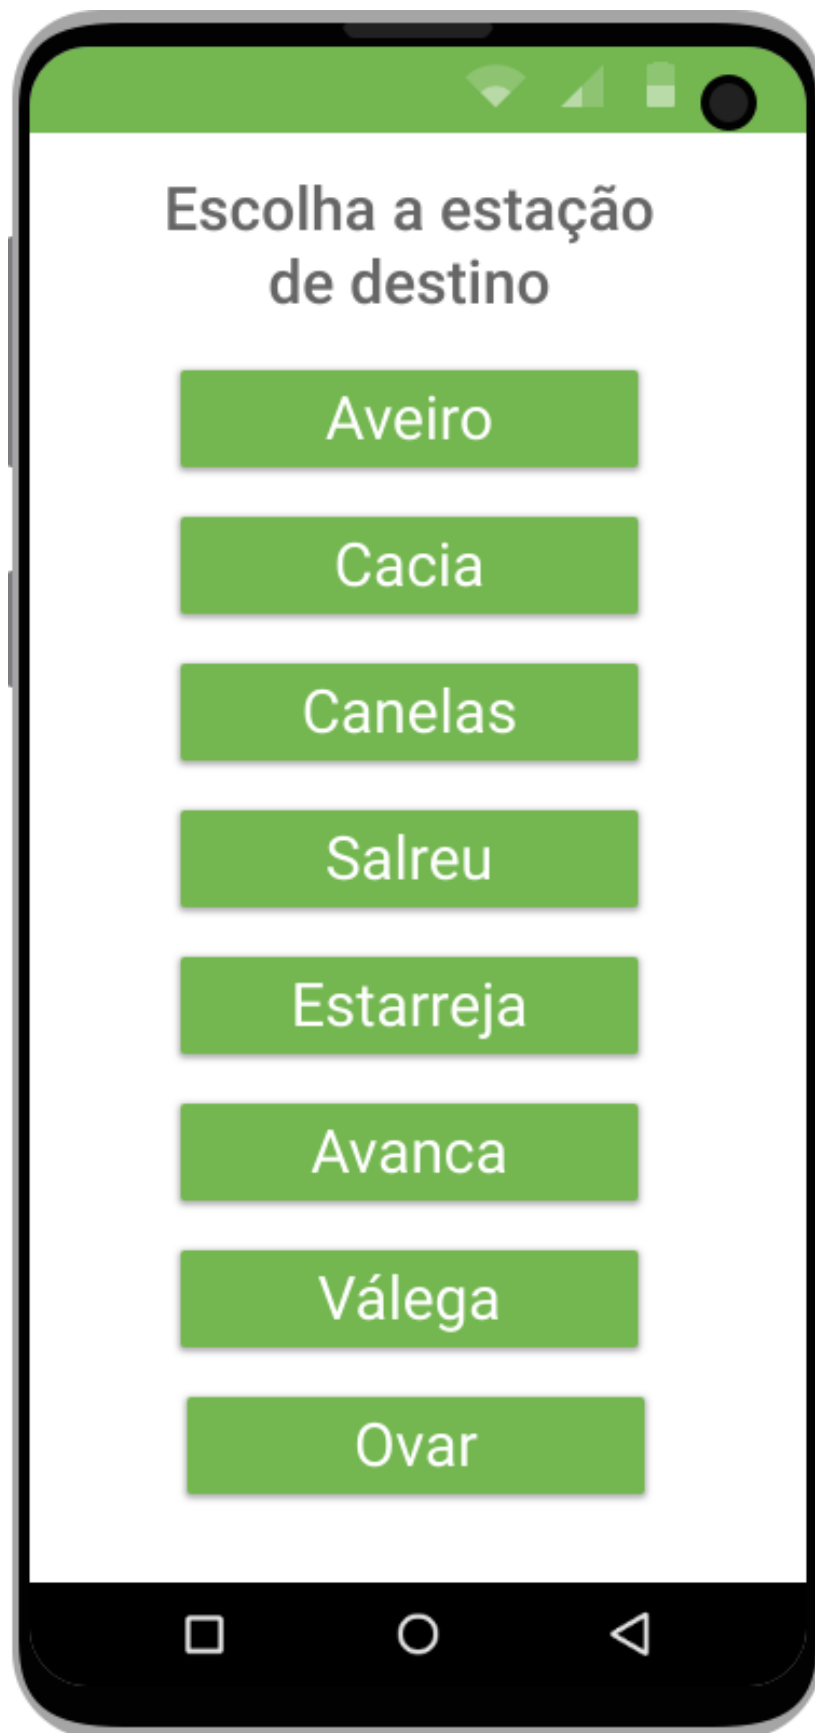 Escolha a estação
de destino
Aveiro
Cacia
Canelas
Salreu
Estarreja
Avanca
Válega
Ovar